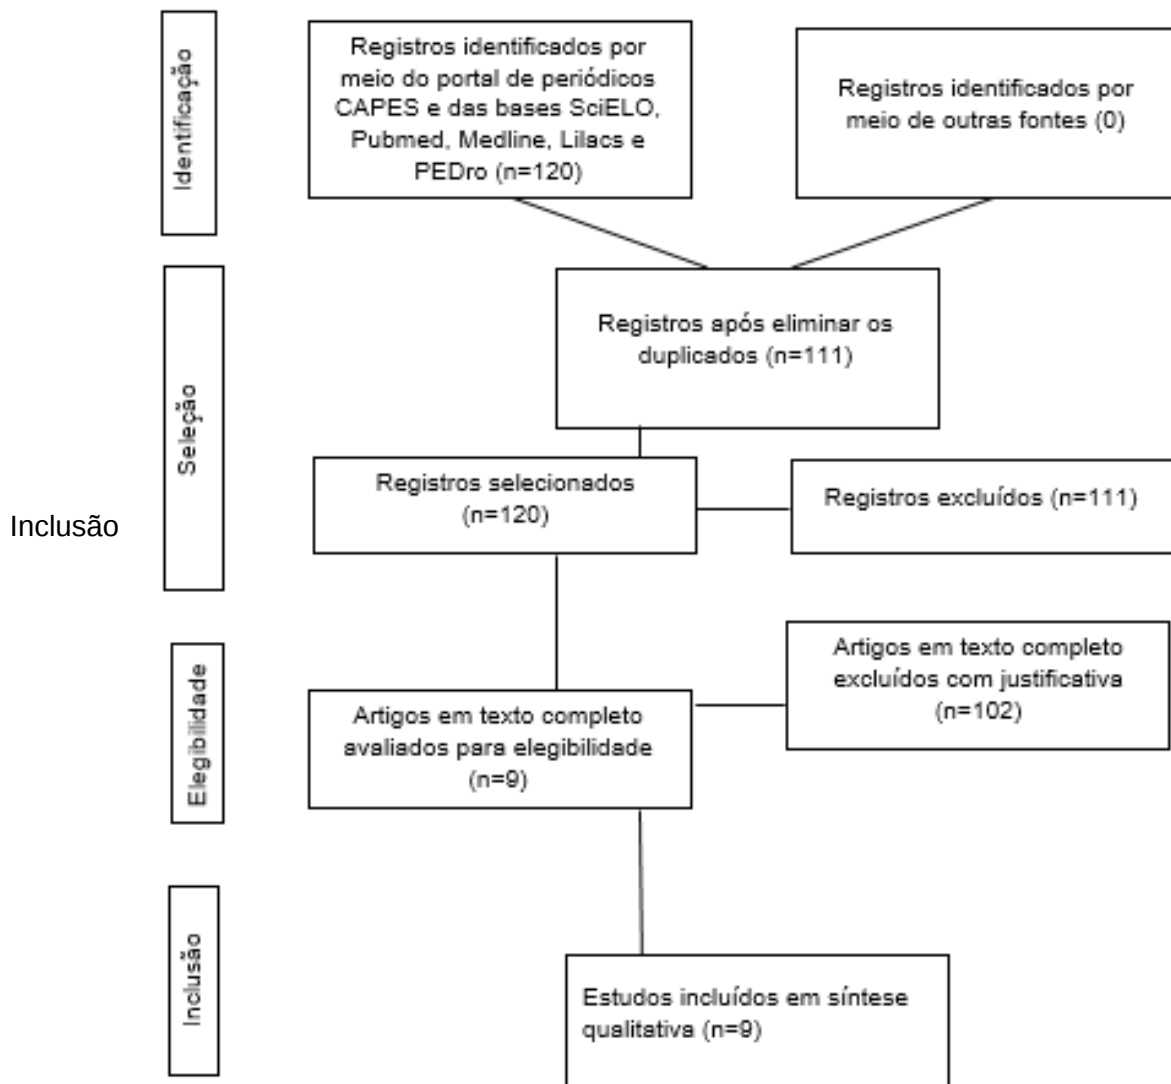 Identificação
Registros identificados por
meio do portal de periódicos
CAPES e das bases SciELO,
Pubmed, Medline, Lilacs e
PEDro (n=120)
Registros identificados por
meio de outras fontes (0)
Seleção
Registros após eliminar os
duplicados (n=111)
Registros selecionados
(n=120)
Registros excluídos (n=111)
Inclusão
Elegibilidade
Artigos em texto completo
excluídos com justificativa
(n=102)
Artigos em texto completo
avaliados para elegibilidade
(n=9)
Inclusão
Estudos incluídos em síntese
qualitativa (n=9)